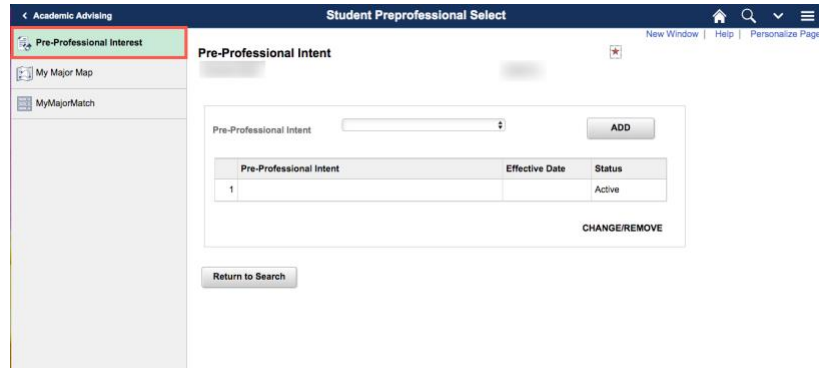 < Academic Advising
Student Preprofessional Select
New Window | Help | Personalize Page
Pre-Professional Interest
My Major Map
MyMajorMatch
Pre-Professional Intent
Pre-Professional Intent
ADD
Pre-Professional Intent Effective Date Status
1 Active
CHANGE/REMOVE
Return to Search